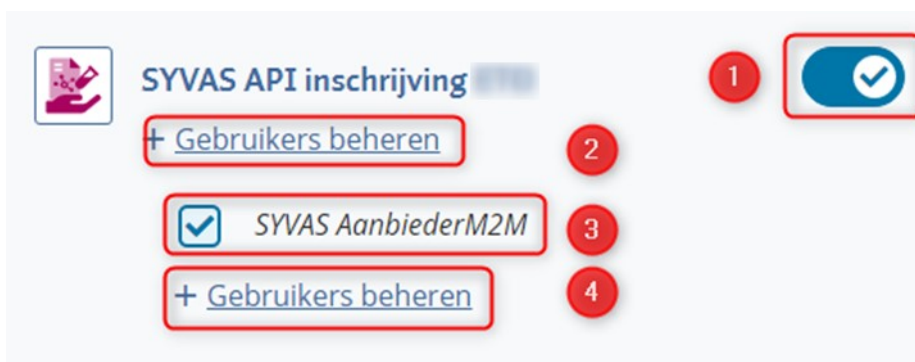 SYVAS API inschrijving
1
+ Gebruikers beheren
2
SYVAS AanbiederM2M
3
+ Gebruikers beheren
4